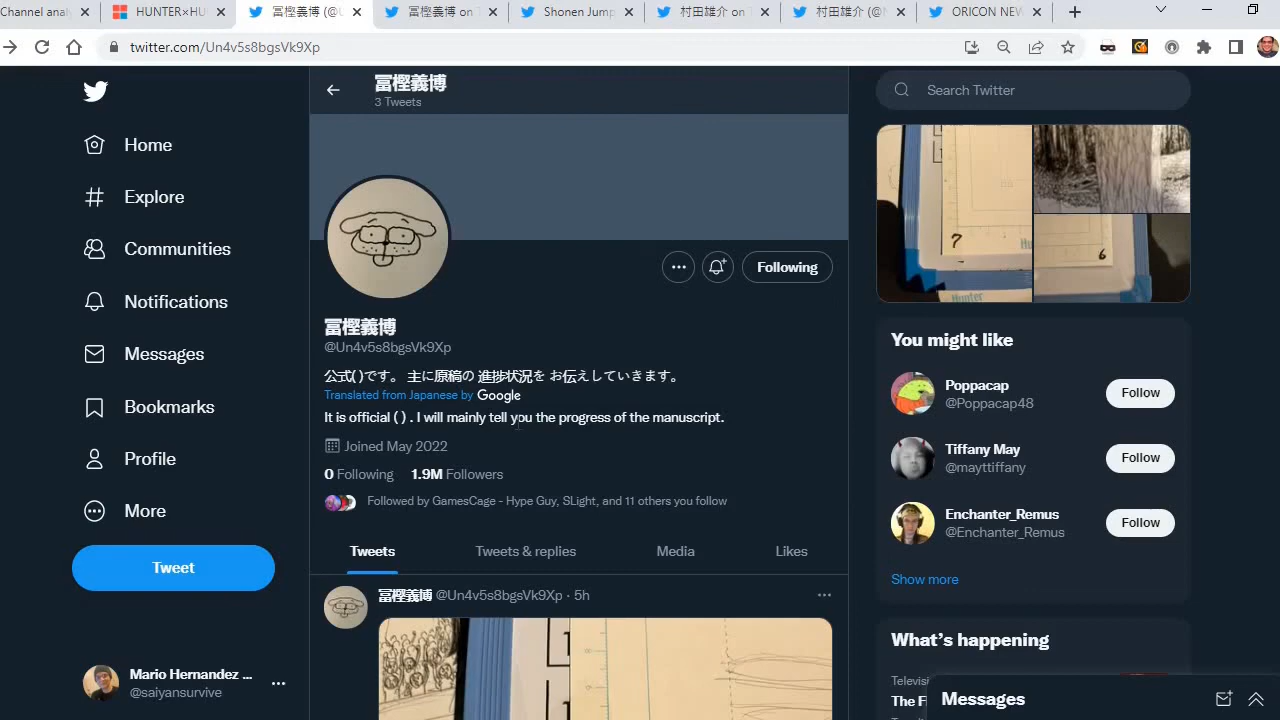 Channel analy
HUNTER×HU
冨樫義博 (@U
冨樫義博 on T
Shonen Jump
村田雄介 on T
村田雄介 (@N
ORICON NEW
twitter.com/Un4v5s8bgsVk9Xp
Home
Explore
Communities
Notifications
Messages
Bookmarks
Profile
More
Tweet
Mario Hernandez ...
@saiyansurvive
冨樫義博
3 Tweets
Following
冨樫義博
@Un4v5s8bgsVk9Xp
公式()です。 主に原稿の 進捗状況を お伝えしていきます。
Translated from Japanese by Google
It is official ( ) . I will mainly tell you the progress of the manuscript.
Joined May 2022
0 Following 1.9M Followers
Followed by GamesCage - Hype Guy, SLight, and 11 others you follow
Tweets
Tweets & replies
Media
Likes
冨樫義博 @Un4v5s8bgsVk9Xp · 5h
Search Twitter
7
6
Hunter
You might like
Poppacap
@Poppacap48
Follow
Tiffany May
@mayttiffany
Follow
Enchanter_Remus
@Enchanter_Remus
Follow
Show more
What's happening
Televisi
The F
Messages